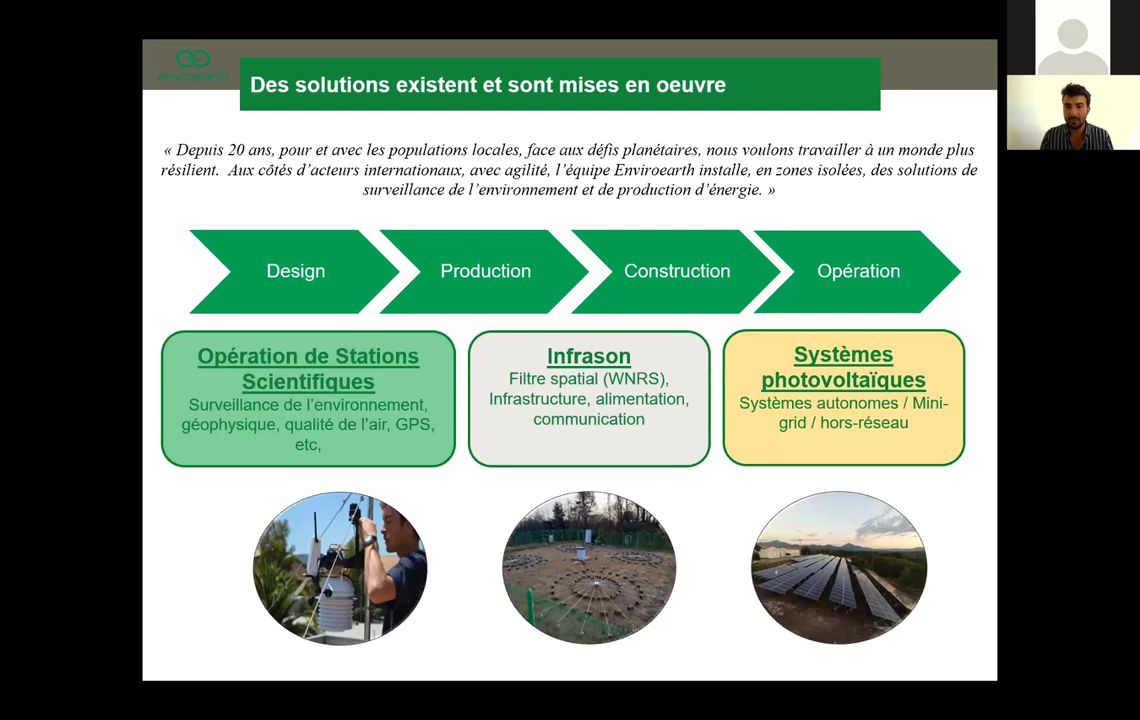 enviroearth
Des solutions existent et sont mises en oeuvre
« Depuis 20 ans, pour et avec les populations locales, face aux défis planétaires, nous voulons travailler à un monde plus
résilient. Aux côtés d’acteurs internationaux, avec agilité, l’équipe Enviroearth installe, en zones isolées, des solutions de
surveillance de l’environnement et de production d’énergie. »
Design
Production
Construction
Opération
Opération de Stations
Scientifiques
Surveillance de l’environnement,
géophysique, qualité de l’air, GPS,
etc,
Infrason
Filtre spatial (WNRS),
Infrastructure, alimentation,
communication
Systèmes
photovoltaïques
Systèmes autonomes / Mini-
grid / hors-réseau